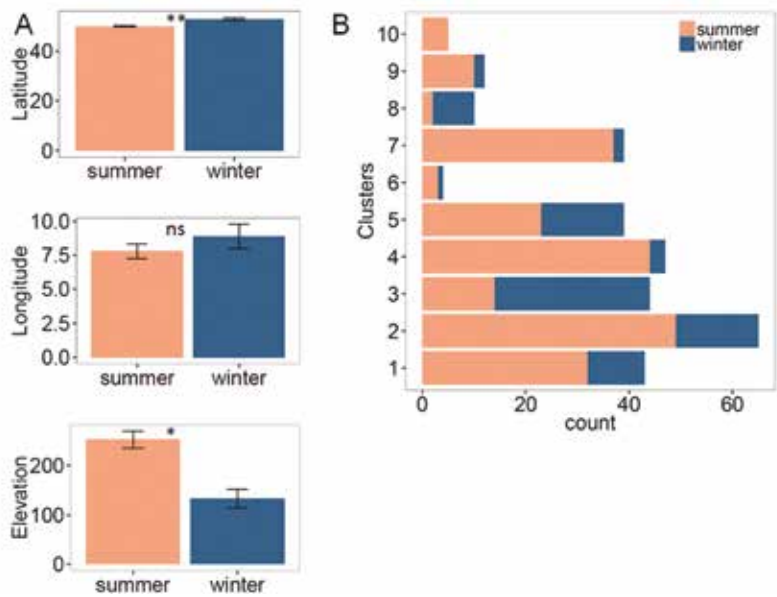 A
Latitude
40
20
0
**
summer winter
Longitude
10.0
7.5
5.0
2.5
0.0
ns
summer winter
Elevation
200
100
0
*
summer winter
B
summer
winter
Clusters
10
9
8
7
6
5
4
3
2
1
0 20 40 60
count